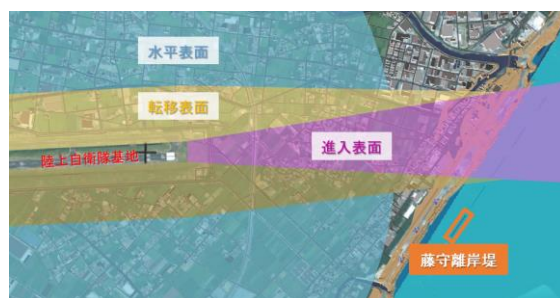 水平表面
転移表面
陸上自衛隊基地
進入表面
藤守離岸堤